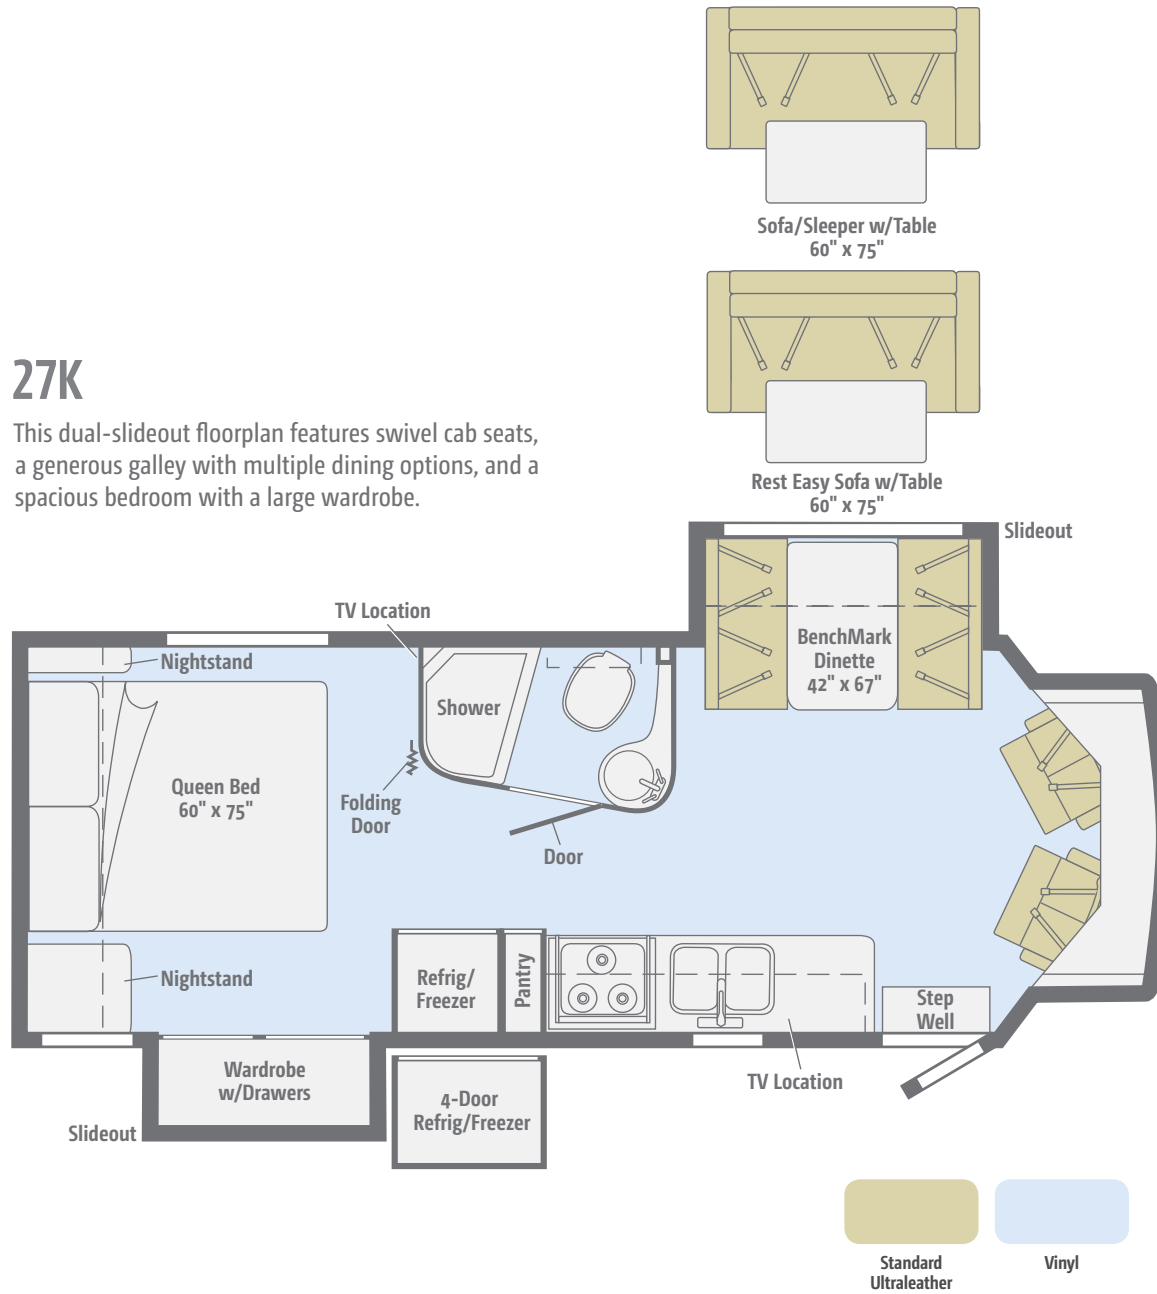 Sofa/Sleeper w/Table
60" x 75"
Rest Easy Sofa w/Table
60" x 75"
27K
This dual-slideout floorplan features swivel cab seats,
a generous galley with multiple dining options, and a
spacious bedroom with a large wardrobe.
Slideout
TV Location
Nightstand
BenchMark
Dinette
42" x 67"
Shower
Queen Bed
60" x 75"
Folding
Door
Door
Nightstand
Refrig/
Freezer
Pantry
Step
Well
Wardrobe
w/Drawers
TV Location
4-Door
Refrig/Freezer
Slideout
Standard
Ultraleather
Vinyl